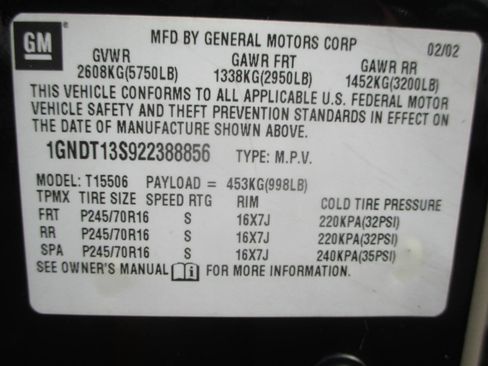 GM
MFD BY GENERAL MOTORS CORP 02/02
GVWR GAWR FRT GAWR RR
2608KG(5750LB) 1338KG(2950LB) 1452KG(3200LB)
THIS VEHICLE CONFORMS TO ALL APPLICABLE U.S. FEDERAL MOTOR
VEHICLE SAFETY AND THEFT PREVENTION STANDARDS IN EFFECT ON
THE DATE OF MANUFACTURE SHOWN ABOVE.
1GNDT13S922388856 TYPE: M.P.V.
MODEL: T15506 PAYLOAD = 453KG(998LB)
TPMX TIRE SIZE SPEED RTG RIM COLD TIRE PRESSURE
FRT P245/70R16 S 16X7J 220KPA(32PSI)
RR P245/70R16 S 16X7J 220KPA(32PSI)
SPA P245/70R16 S 16X7J 240KPA(35PSI)
SEE OWNER'S MANUAL FOR MORE INFORMATION.